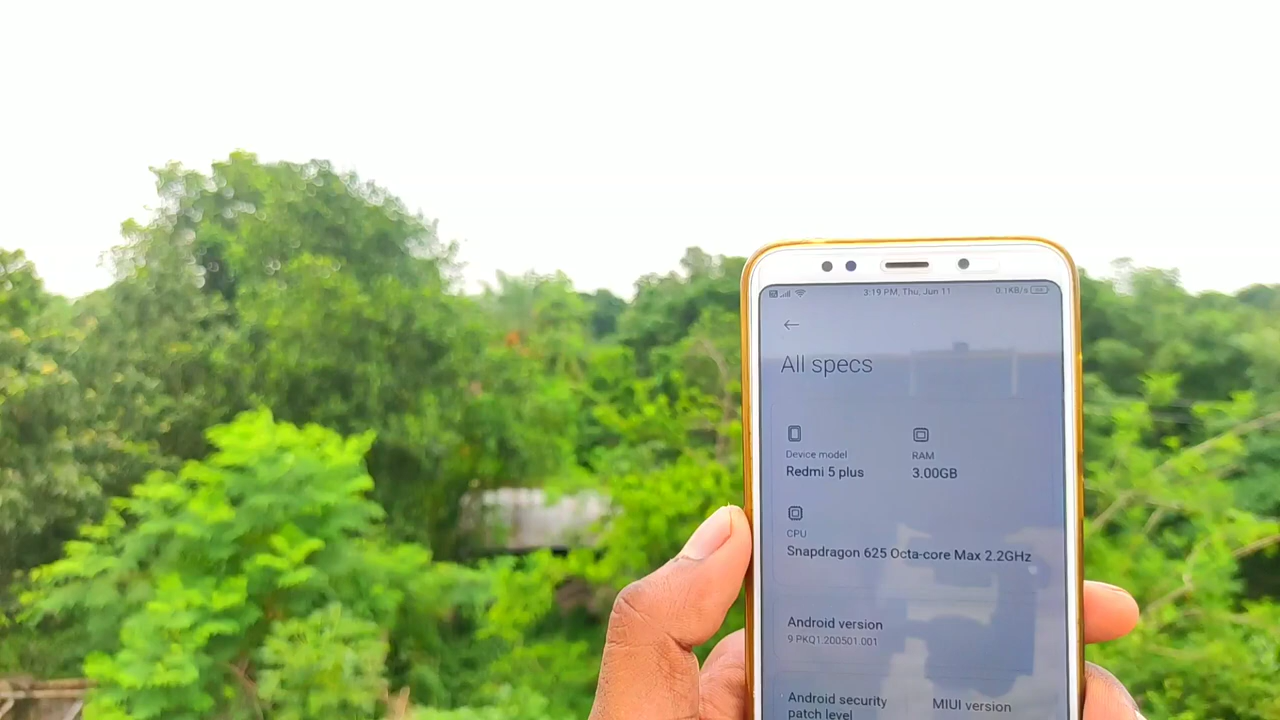 3:19 PM, Thu, Jun 11 0.1KB/s
All specs
Device model RAM
Redmi 5 plus 3.00GB
CPU
Snapdragon 625 Octa-core Max 2.2GHz
Android version
9 PKQ1.200501.001
Android security MIUI version
patch level